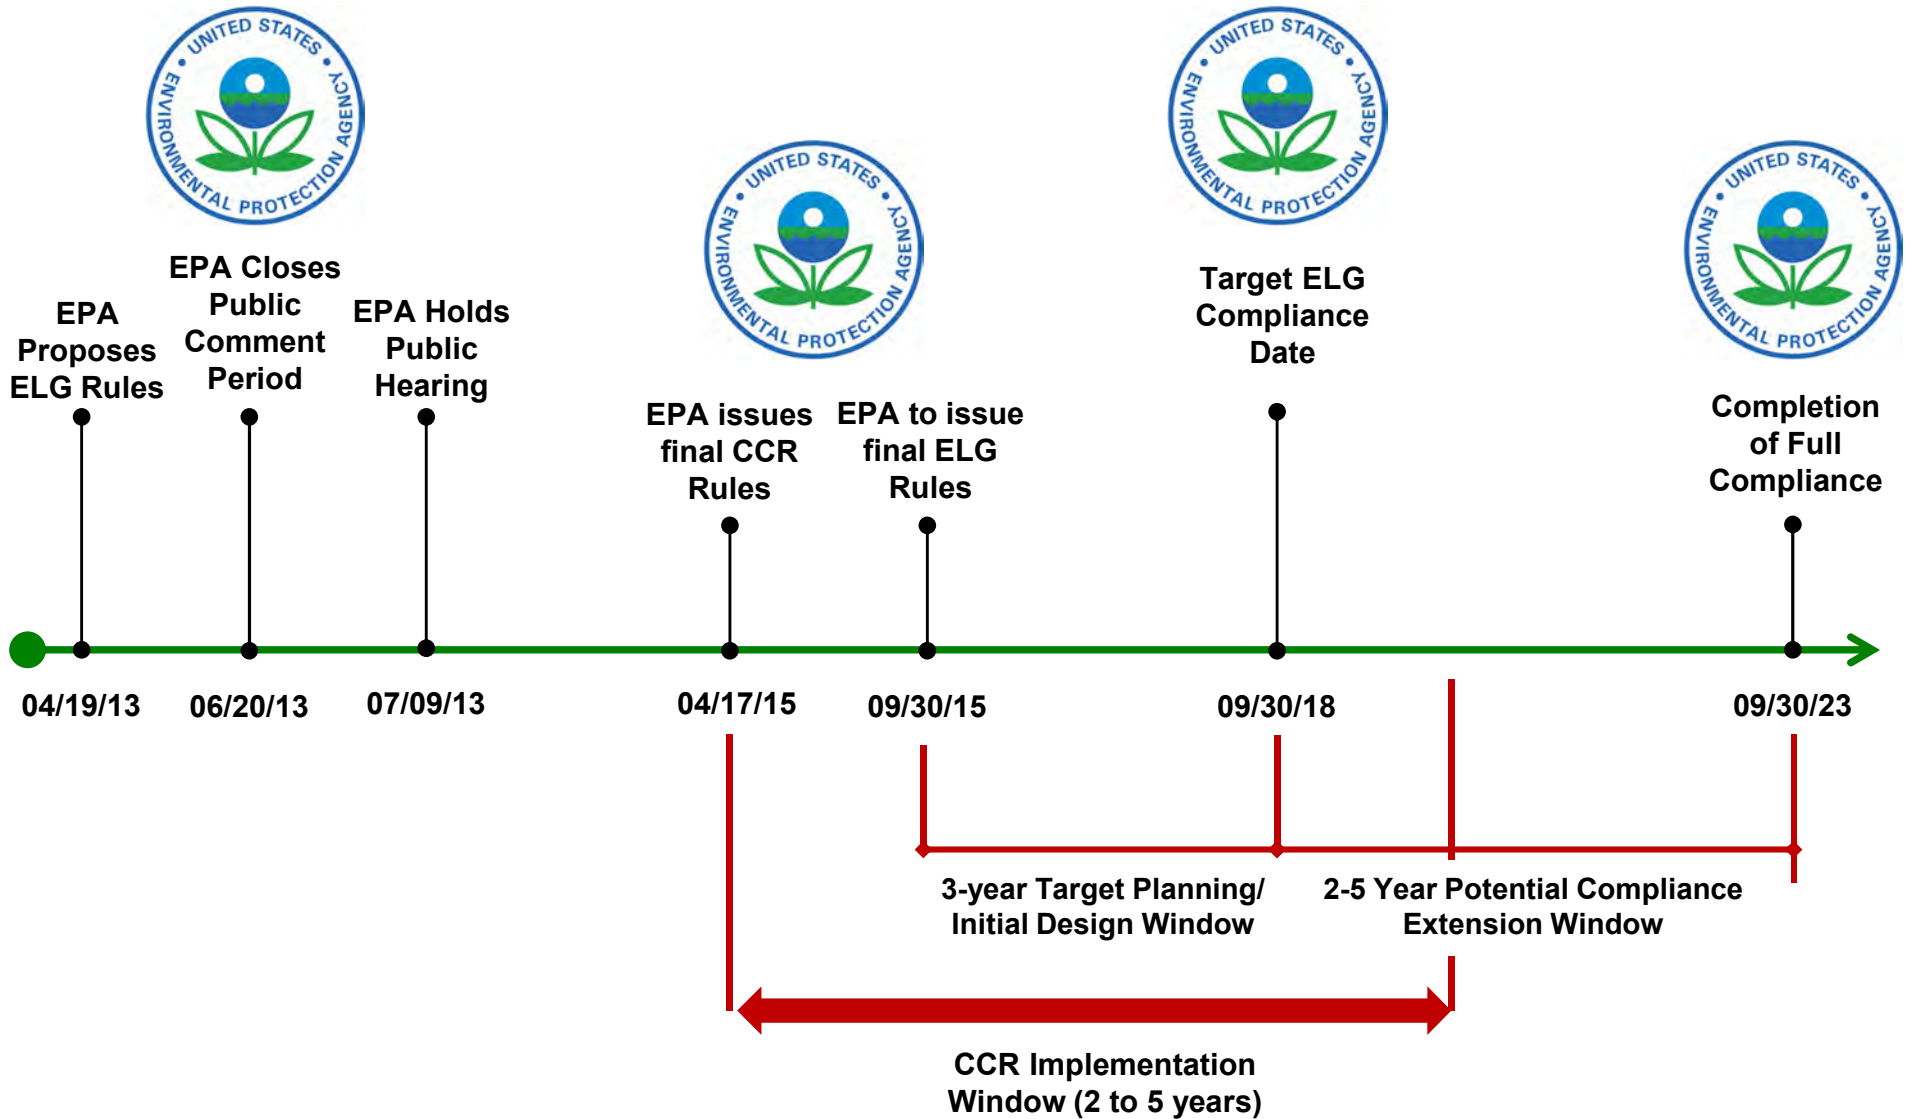 UNITED STATES
ENVIRONMENTAL PROTECTION AGENCY
UNITED STATES
ENVIRONMENTAL PROTECTION AGENCY
UNITED STATES
ENVIRONMENTAL PROTECTION AGENCY
UNITED STATES
ENVIRONMENTAL PROTECTION AGENCY
EPA
Proposes
ELG Rules
EPA Closes
Public
Comment
Period
EPA Holds
Public
Hearing
EPA issues
final CCR
Rules
EPA to issue
final ELG
Rules
Target ELG
Compliance
Date
Completion
of Full
Compliance
04/19/13
06/20/13
07/09/13
04/17/15
09/30/15
09/30/18
09/30/23
3-year Target Planning/
Initial Design Window
2-5 Year Potential Compliance
Extension Window
CCR Implementation
Window (2 to 5 years)